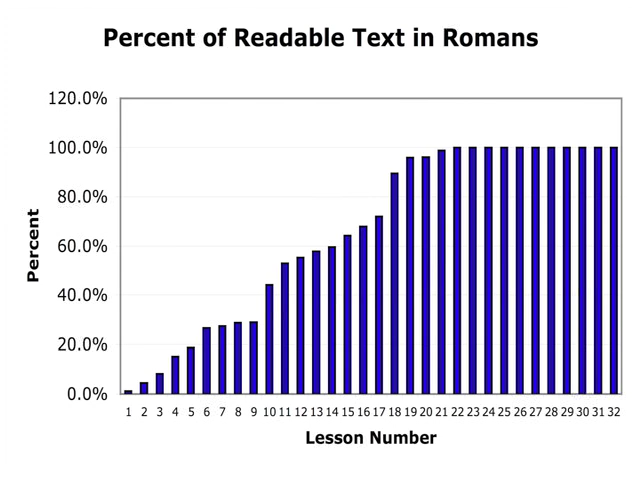 Percent of Readable Text in Romans
120.0%
100.0%
80.0%
60.0%
40.0%
20.0%
0.0%
Percent
1 2 3 4 5 6 7 8 9 10 11 12 13 14 15 16 17 18 19 20 21 22 23 24 25 26 27 28 29 30 31 32
Lesson Number